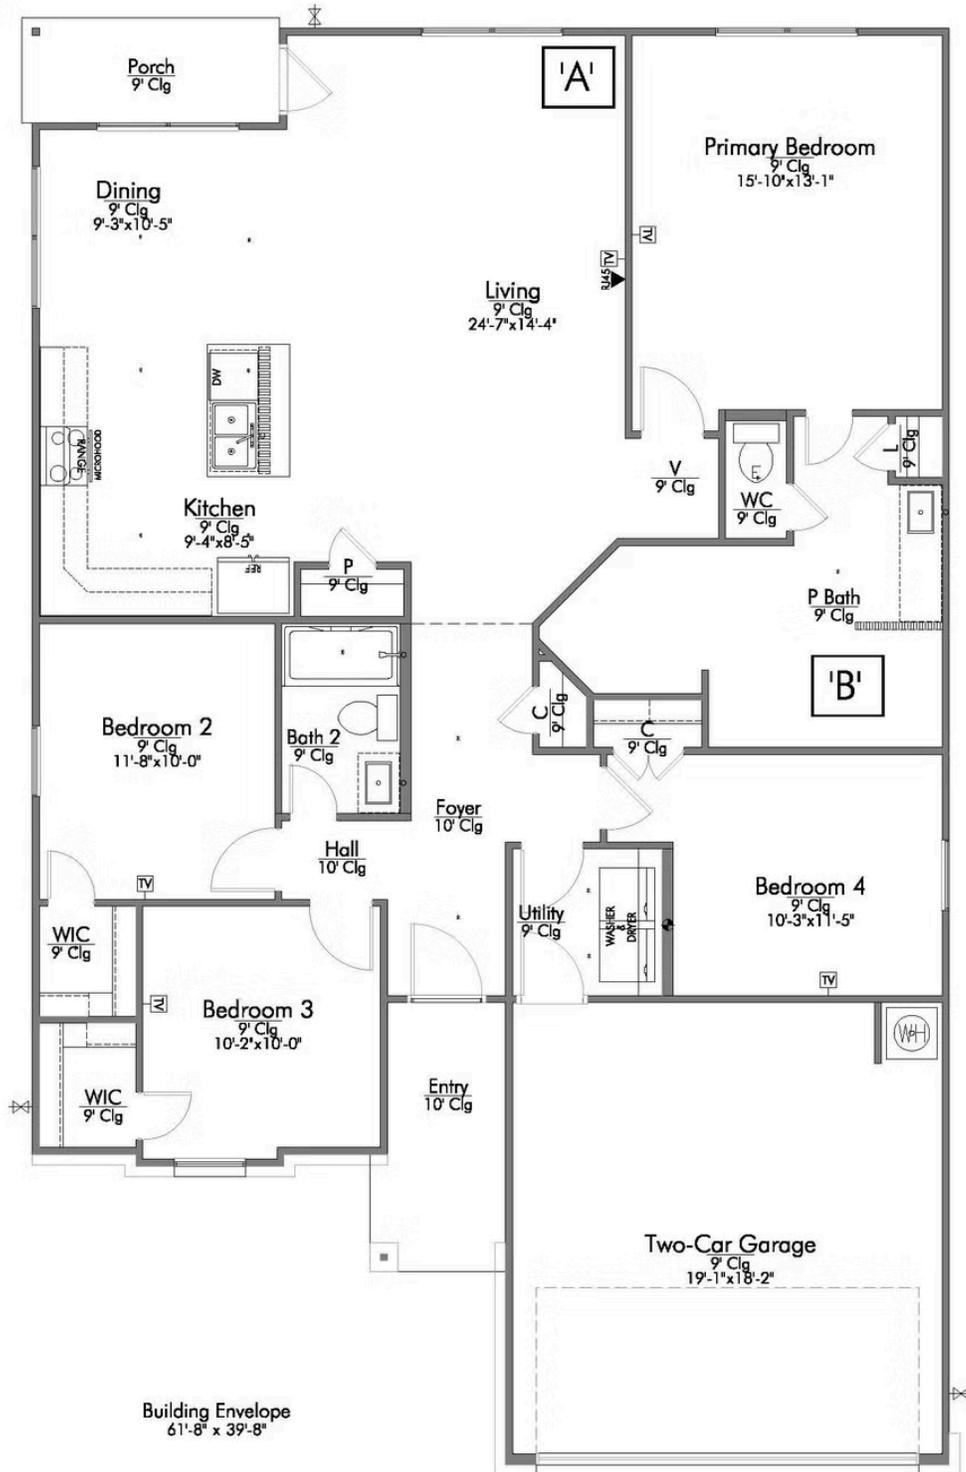 'A'
Porch
9' Clg
Primary Bedroom
9' Clg
15'-10"x13'-1"
Dining
9' Clg
9'-3"x10'-5"
TV
TV
RJ45
Living
9' Clg
24'-7"x14'-4"
DW
RANGE
MICROHOOD
L
9' Clg
V
9' Clg
WC
9' Clg
Kitchen
9' Clg
9'-4"x8'-5"
REF
P
9' Clg
P Bath
9' Clg
'B'
C
9' Clg
C
9' Clg
Bedroom 2
9' Clg
11'-8"x10'-0"
Bath 2
9' Clg
Foyer
10' Clg
Hall
10' Clg
TV
Bedroom 4
9' Clg
10'-3"x11'-5"
TV
Utility
9' Clg
WASHER
DRYER
WIC
9' Clg
TV
Bedroom 3
9' Clg
10'-2"x10'-0"
WH
WIC
9' Clg
Entry
10' Clg
Two-Car Garage
9' Clg
19'-1"x18'-2"
Building Envelope
61'-8" x 39'-8"